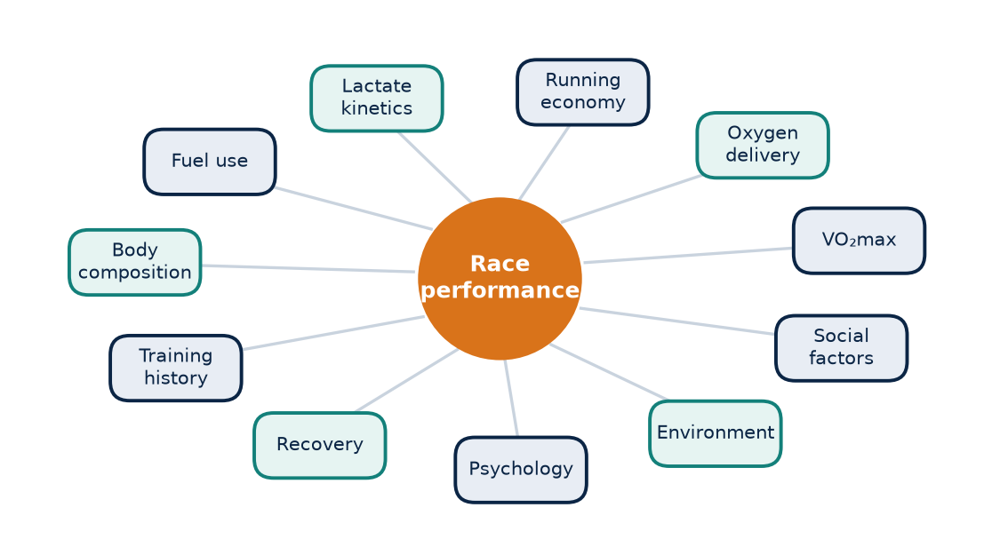 Lactate
kinetics
Running
economy
Oxygen
delivery
Fuel use
VO₂max
Body
composition
Race
performance
Social
factors
Training
history
Recovery
Psychology
Environment